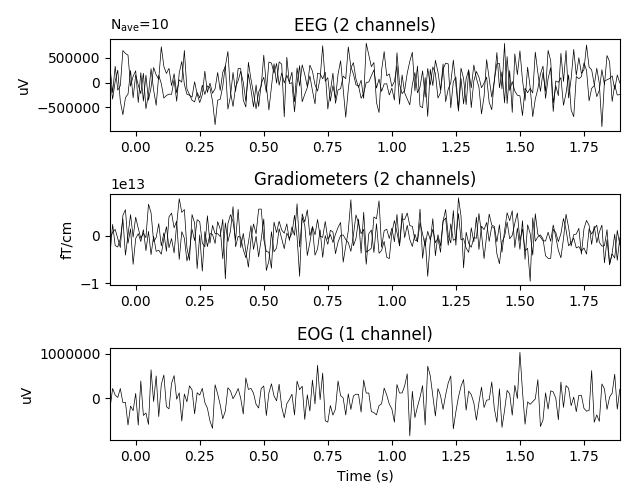 N_ave=10
EEG (2 channels)
500000
0
−500000
uV
0.00 0.25 0.50 0.75 1.00 1.25 1.50 1.75
1e13
Gradiometers (2 channels)
0
−1
fT/cm
0.00 0.25 0.50 0.75 1.00 1.25 1.50 1.75
EOG (1 channel)
1000000
0
uV
0.00 0.25 0.50 0.75 1.00 1.25 1.50 1.75
Time (s)